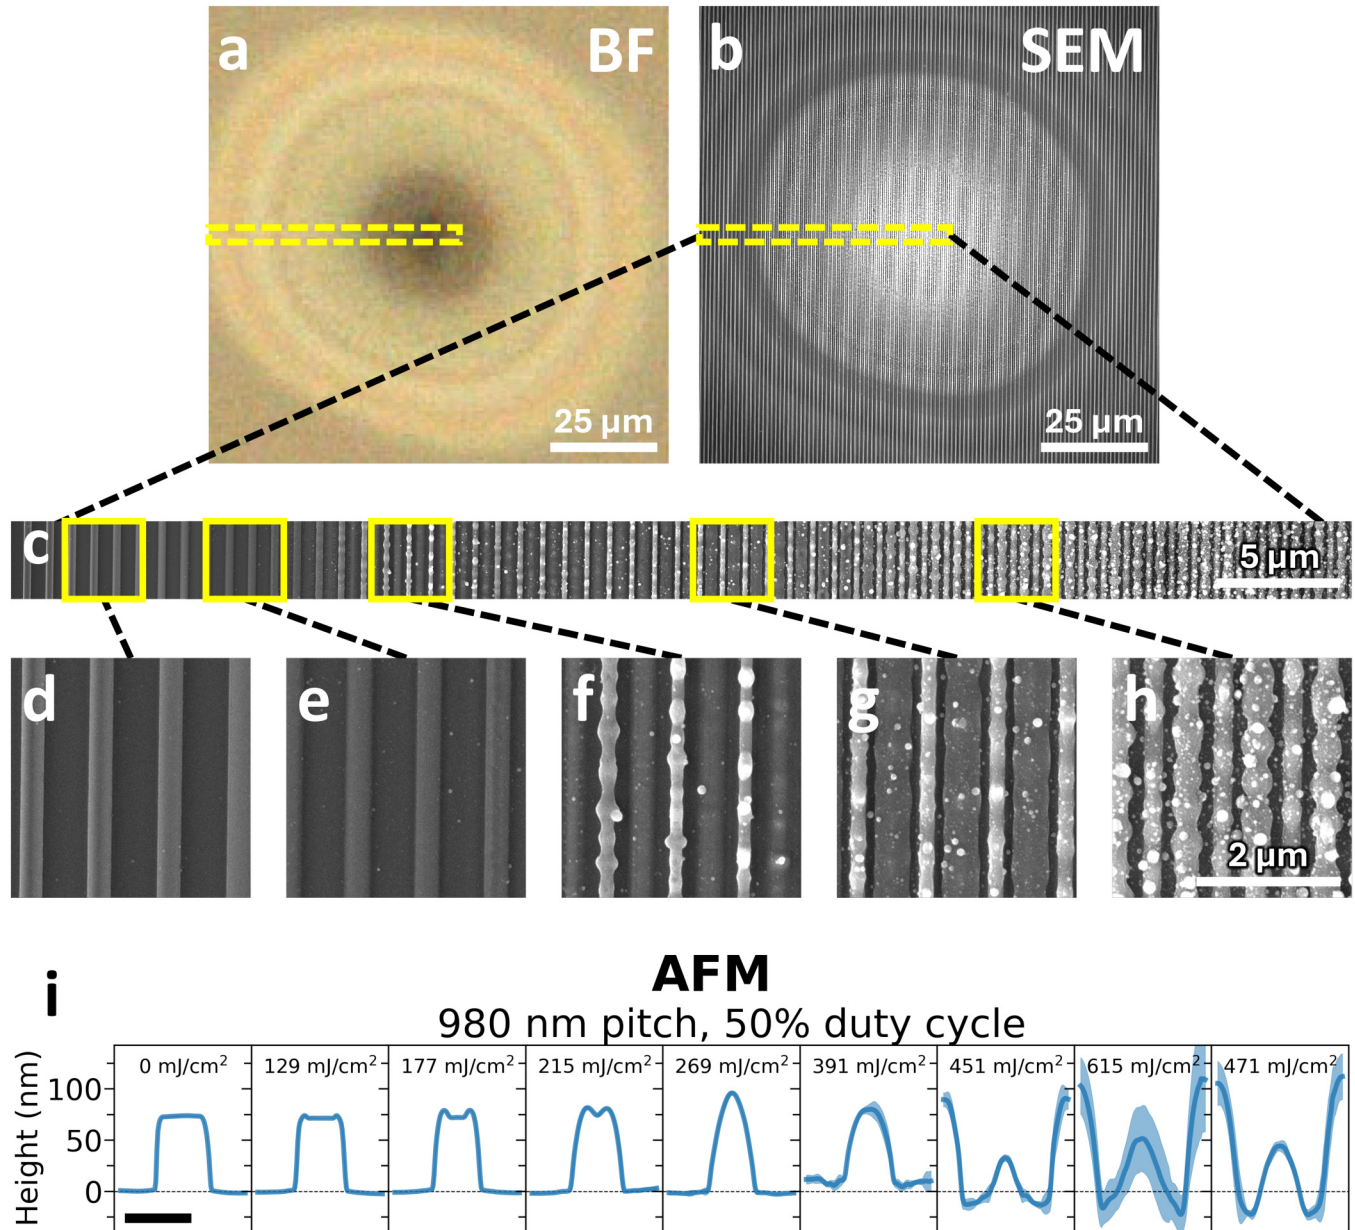 a BF
b SEM
25 µm
25 µm
c
5 µm
d
e
f
g
h
2 µm
i
AFM
980 nm pitch, 50% duty cycle
Height (nm)
0 mJ/cm²
129 mJ/cm²
177 mJ/cm²
215 mJ/cm²
269 mJ/cm²
391 mJ/cm²
451 mJ/cm²
615 mJ/cm²
471 mJ/cm²
100
50
0